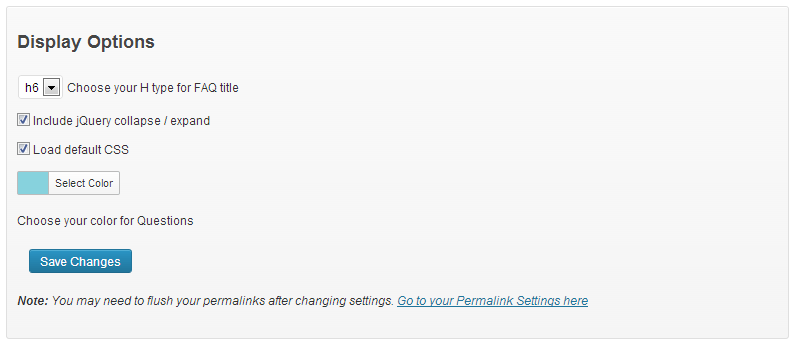 Display Options
h6 Choose your H type for FAQ title
Include jQuery collapse / expand
Load default CSS
Select Color
Choose your color for Questions
Save Changes
Note: You may need to flush your permalinks after changing settings. Go to your Permalink Settings here